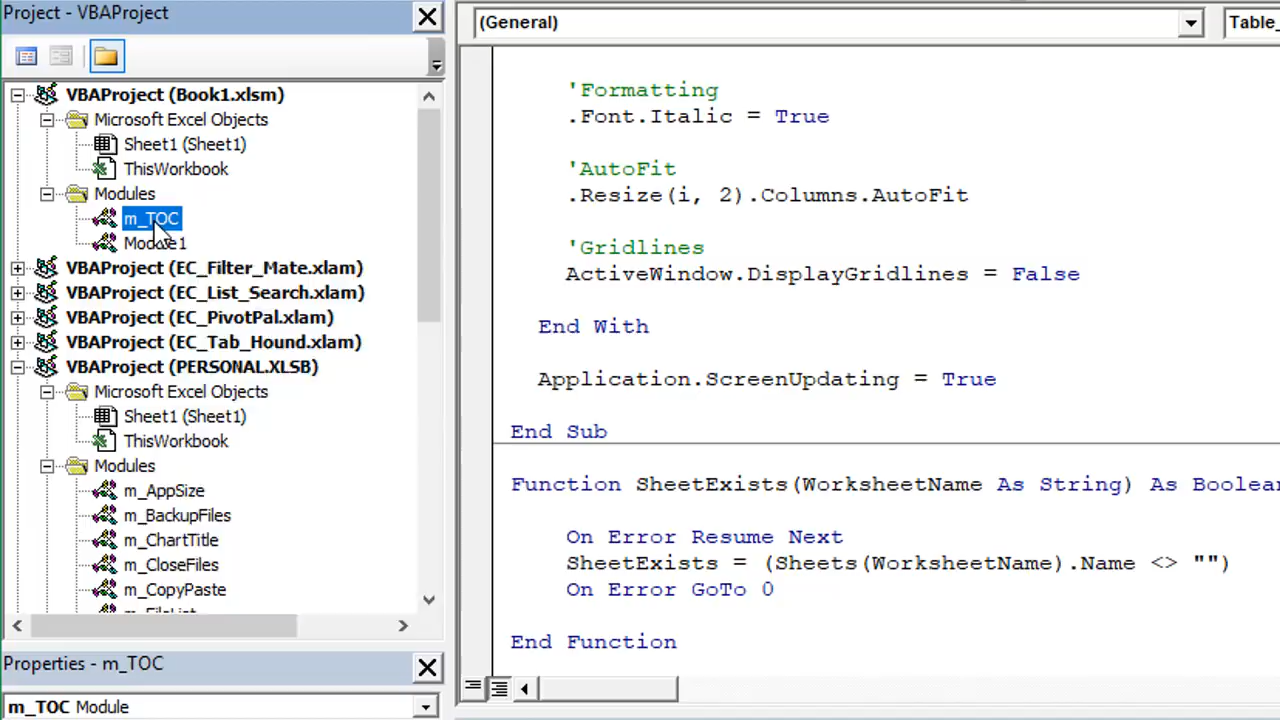 Project - VBAProject
VBAProject (Book1.xlsm)
Microsoft Excel Objects
Sheet1 (Sheet1)
ThisWorkbook
Modules
m_TOC
Module1
VBAProject (EC_Filter_Mate.xlam)
VBAProject (EC_List_Search.xlam)
VBAProject (EC_PivotPal.xlam)
VBAProject (EC_Tab_Hound.xlam)
VBAProject (PERSONAL.XLSB)
Microsoft Excel Objects
Sheet1 (Sheet1)
ThisWorkbook
Modules
m_AppSize
m_BackupFiles
m_ChartTitle
m_CloseFiles
m_CopyPaste
m_FileList
Properties - m_TOC
m_TOC Module
(General)
Table_
'Formatting
.Font.Italic = True
'AutoFit
.Resize(i, 2).Columns.AutoFit
'Gridlines
ActiveWindow.DisplayGridlines = False
End With
Application.ScreenUpdating = True
End Sub
Function SheetExists(WorksheetName As String) As Boolean
On Error Resume Next
SheetExists = (Sheets(WorksheetName).Name <> "")
On Error GoTo 0
End Function